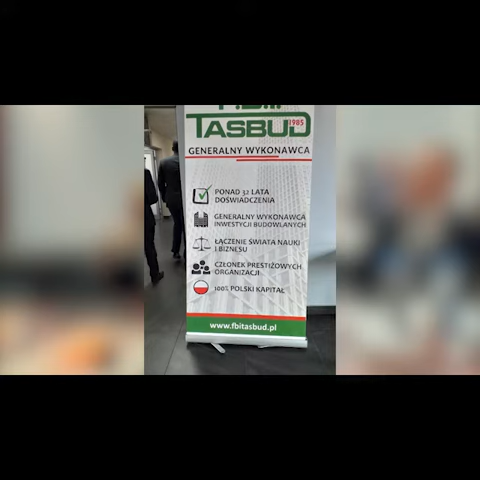 F.B.I.
TASBUD
1985
GENERALNY WYKONAWCA
PONAD 32 LATA
DOŚWIADCZENIA
GENERALNY WYKONAWCA
INWESTYCJI BUDOWLANYCH
ŁĄCZENIE ŚWIATA NAUKI
I BIZNESU
CZŁONEK PRESTIŻOWYCH
ORGANIZACJI
100% POLSKI KAPITAŁ
www.fbitasbud.pl